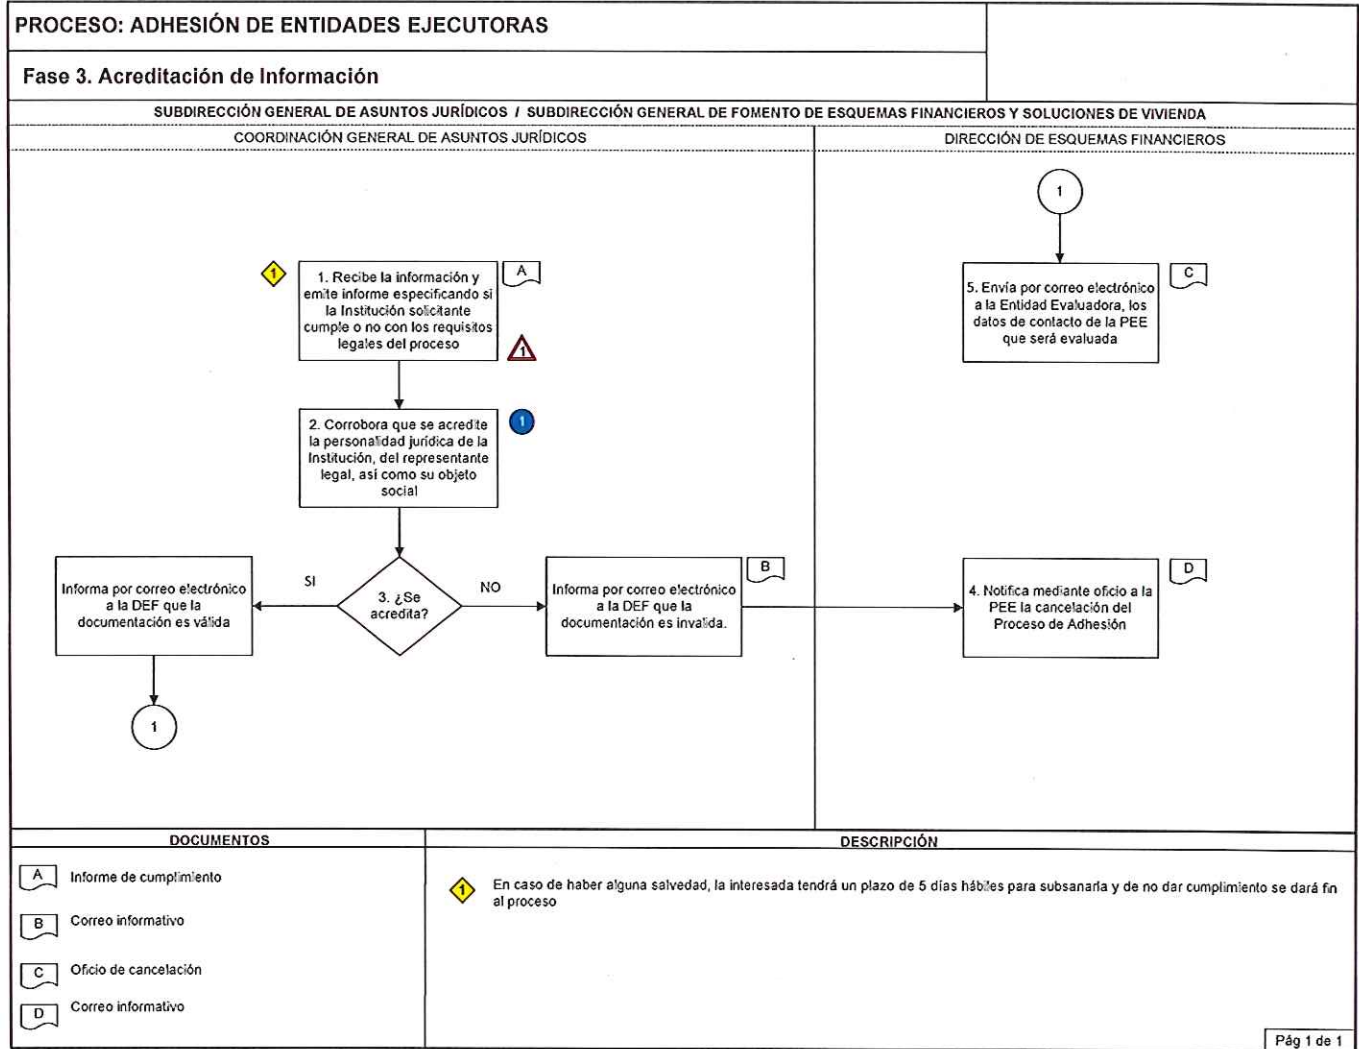 PROCESO: ADHESIÓN DE ENTIDADES EJECUTORAS
Fase 3. Acreditación de Información
SUBDIRECCIÓN GENERAL DE ASUNTOS JURÍDICOS / SUBDIRECCIÓN GENERAL DE FOMENTO DE ESQUEMAS FINANCIEROS Y SOLUCIONES DE VIVIENDA
COORDINACIÓN GENERAL DE ASUNTOS JURÍDICOS
DIRECCIÓN DE ESQUEMAS FINANCIEROS
1
1
1. Recibe la información y
emite informe especificando si
la Institución solicitante
cumple o no con los requisitos
legales del proceso
A
1
5. Envía por correo electrónico
a la Entidad Evaluadora, los
datos de contacto de la PEE
que será evaluada
C
2. Corrobora que se acredite
la personalidad jurídica de la
Institución, del representante
legal, así como su objeto
social
1
Informa por correo electrónico
a la DEF que la
documentación es válida
SI
3. ¿Se
acredita?
NO
Informa por correo electrónico
a la DEF que la
documentación es invalida.
B
4. Notifica mediante oficio a la
PEE la cancelación del
Proceso de Adhesión
D
1
DOCUMENTOS
A Informe de cumplimiento
B Correo informativo
C Oficio de cancelación
D Correo informativo
DESCRIPCIÓN
1 En caso de haber alguna salvedad, la interesada tendrá un plazo de 5 días hábiles para subsanarla y de no dar cumplimiento se dará fin
al proceso
Pág 1 de 1